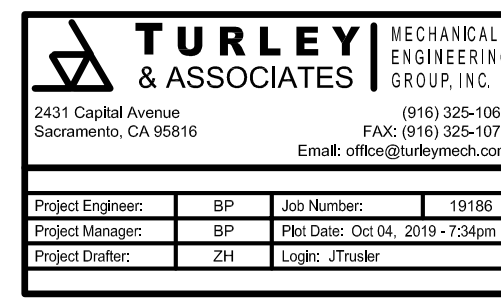 TURLEY
& ASSOCIATES
MECHANICAL
ENGINEERING
GROUP, INC.
2431 Capital Avenue
Sacramento, CA 95816
(916) 325-106
FAX: (916) 325-107
Email: office@turleymech.com
Project Engineer: BP Job Number: 19186
Project Manager: BP Plot Date: Oct 04, 2019 - 7:34pm
Project Drafter: ZH Login: JTrusler